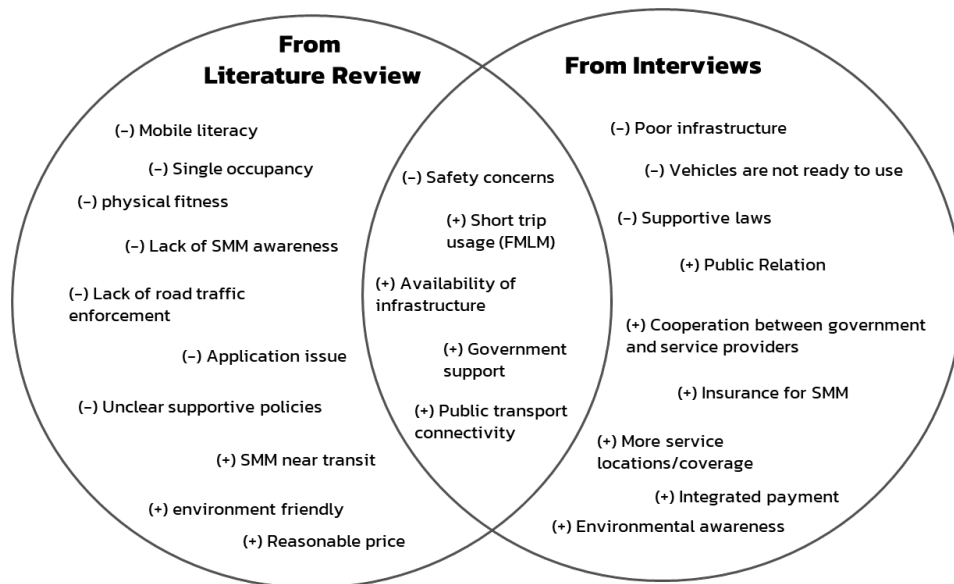 From
Literature Review
(-) Mobile literacy
(-) Single occupancy
(-) physical fitness
(-) Lack of SMM awareness
(-) Lack of road traffic
enforcement
(-) Application issue
(-) Unclear supportive policies
(+) SMM near transit
(+) environment friendly
(+) Reasonable price
(-) Safety concerns
(+) Short trip
usage (FMLM)
(+) Availability of
infrastructure
(+) Government
support
(+) Public transport
connectivity
From Interviews
(-) Poor infrastructure
(-) Vehicles are not ready to use
(-) Supportive laws
(+) Public Relation
(+) Cooperation between government
and service providers
(+) Insurance for SMM
(+) More service
locations/coverage
(+) Integrated payment
(+) Environmental awareness